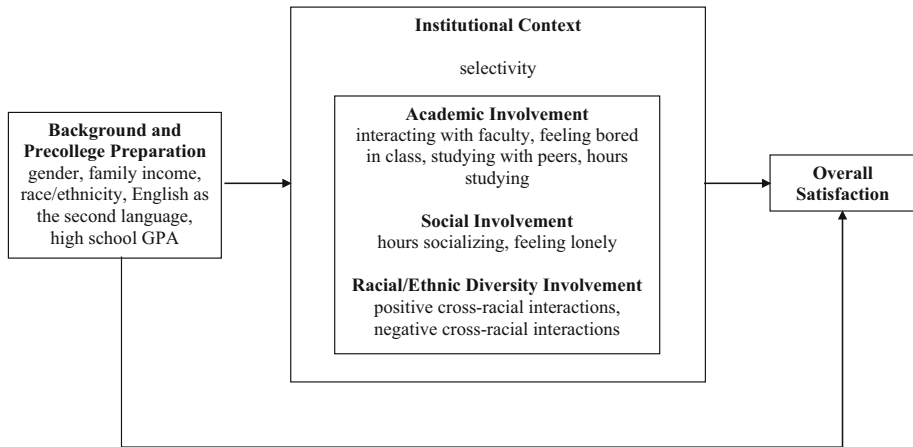 Institutional Context
selectivity
Background and
Precollege Preparation
gender, family income,
race/ethnicity, English as
the second language,
high school GPA
Academic Involvement
interacting with faculty, feeling bored
in class, studying with peers, hours
studying
Social Involvement
hours socializing, feeling lonely
Racial/Ethnic Diversity Involvement
positive cross-racial interactions,
negative cross-racial interactions
Overall
Satisfaction